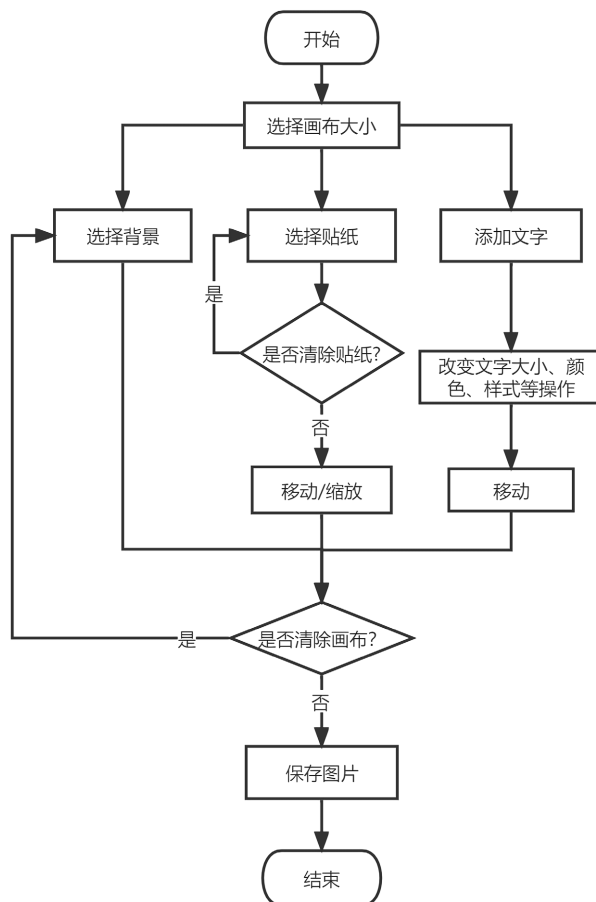 开始
选择画布大小
选择背景
选择贴纸
添加文字
是
是否清除贴纸?
改变文字大小、颜
色、样式等操作
否
移动/缩放
移动
是
是否清除画布?
否
保存图片
结束